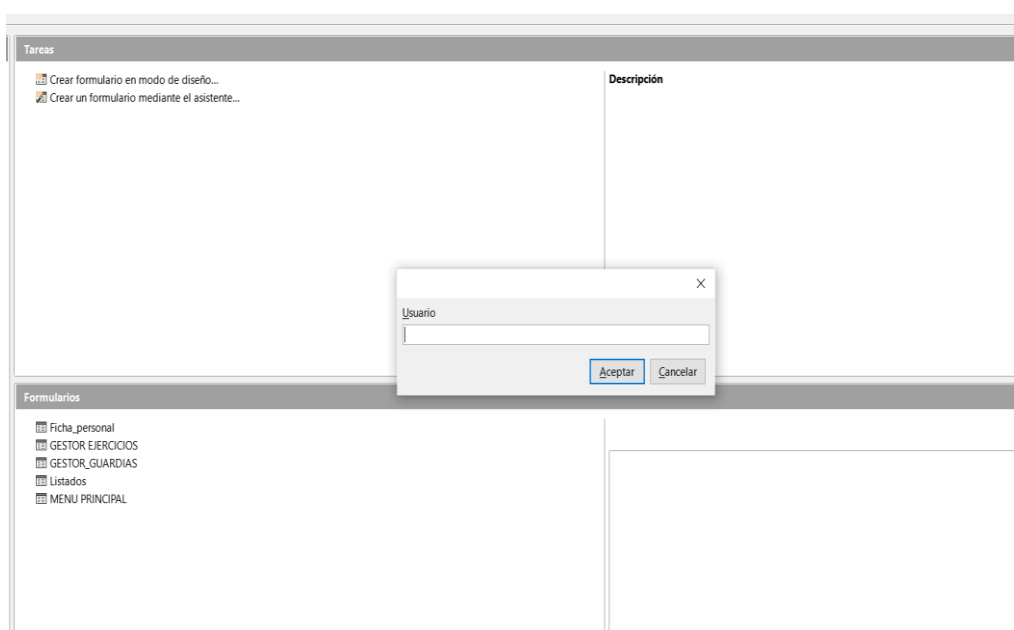 Tareas
Crear formulario en modo de diseño...
Crear un formulario mediante el asistente...
Descripción
Usuario
Aceptar
Cancelar
Formularios
Ficha_personal
GESTOR EJERCICIOS
GESTOR_GUARDIAS
Listados
MENU PRINCIPAL